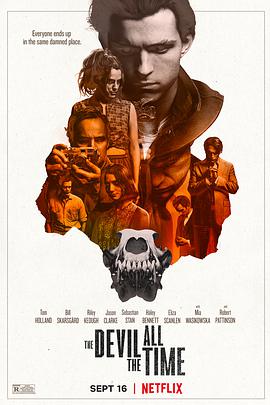 Everyone ends up
in the same damned place.
Tom Bill Riley Jason Sebastian Haley Eliza with Mia and Robert
HOLLAND SKARSGÅRD KEOUGH CLARKE STAN BENNETT SCANLEN WASIKOWSKA PATTINSON
THE DEVIL ALL
THE TIME
R
SEPT 16 | NETFLIX